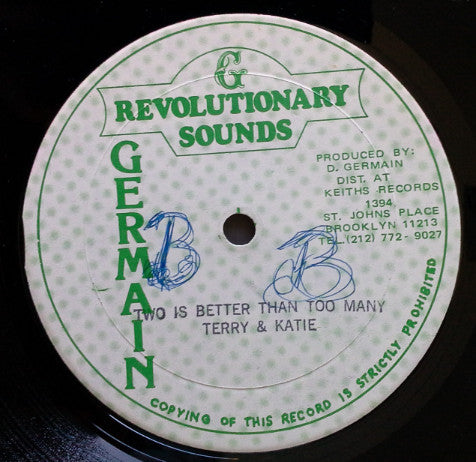 G
REVOLUTIONARY
SOUNDS
GERMAIN
PRODUCED BY:
D. GERMAIN
DIST. AT
KEITHS RECORDS
1394
ST. JOHNS PLACE
BROOKLYN 11213
TEL.(212) 772-9027
B B
TWO IS BETTER THAN TOO MANY
TERRY & KATIE
COPYING OF THIS RECORD IS STRICTLY PROHIBITED